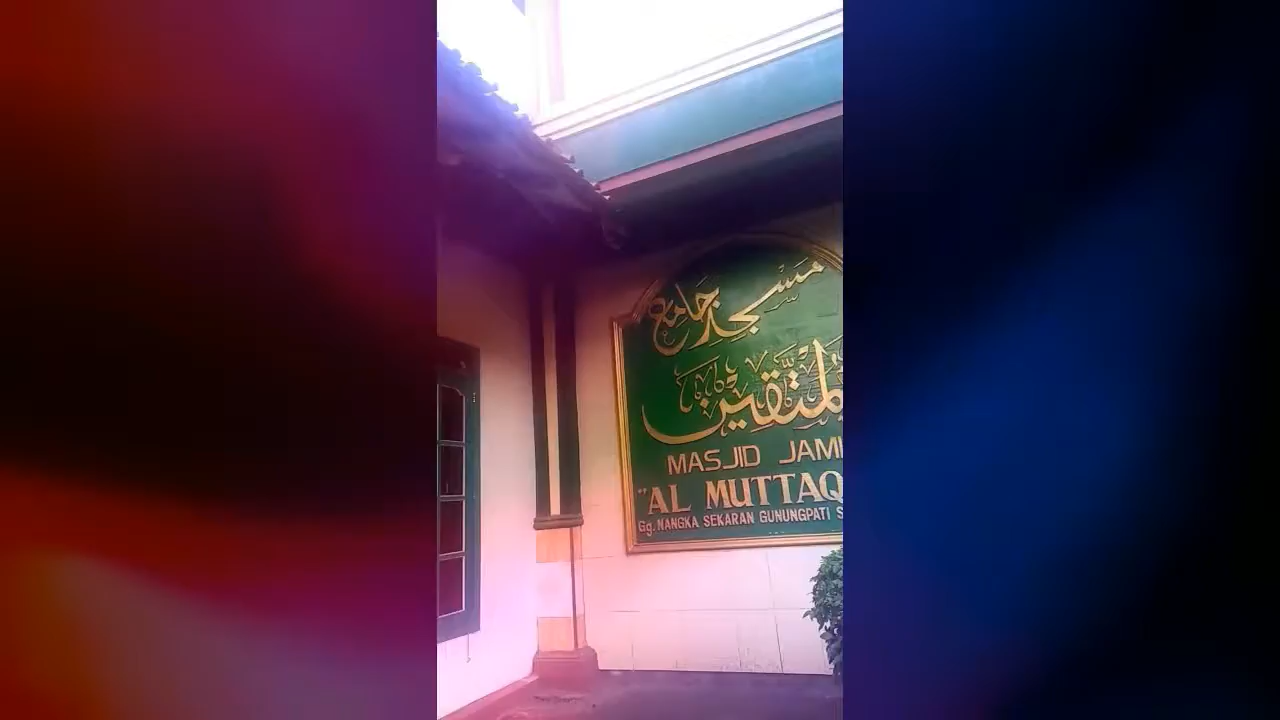 مسجد جامع
المتقين
MASJID JAMI
"AL MUTTAQ
Gg. NANGKA SEKARAN GUNUNGPATI S